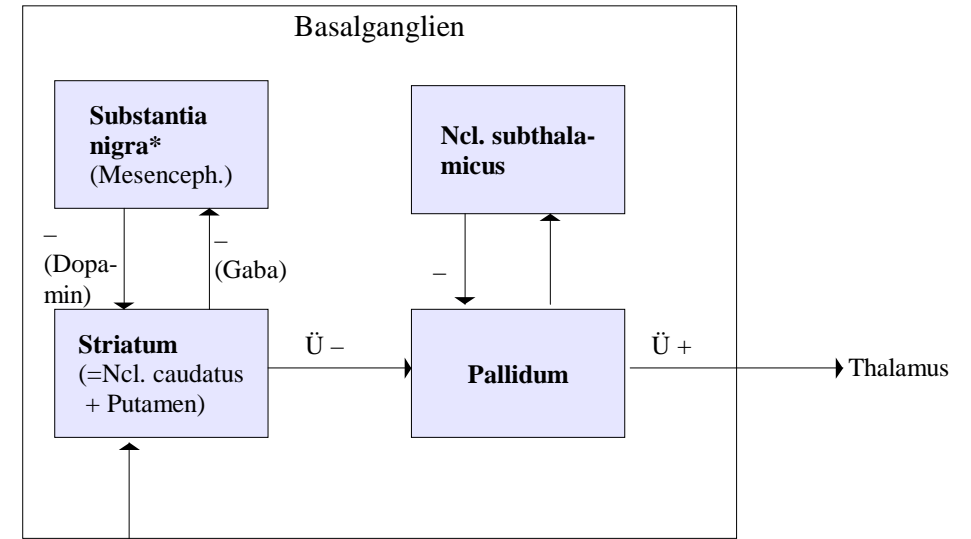 Basalganglien
Substantia
nigra*
(Mesenceph.)
Ncl. subthala-
micus
–
(Dopa-
min)
–
(Gaba)
–
Striatum
(=Ncl. caudatus
+ Putamen)
Ü –
Pallidum
Ü +
Thalamus